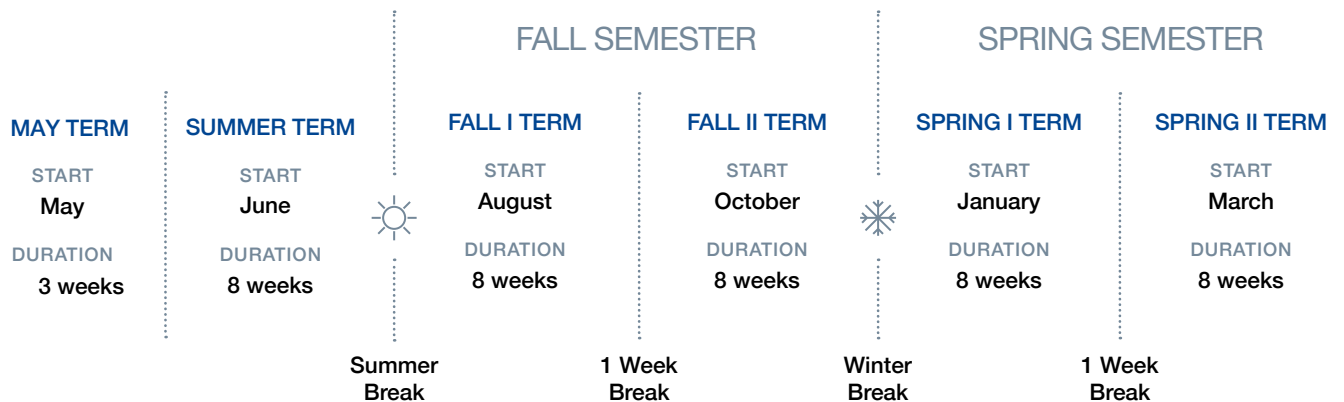 FALL SEMESTER
SPRING SEMESTER
MAY TERM
START
May
DURATION
3 weeks
SUMMER TERM
START
June
DURATION
8 weeks
Summer
Break
FALL I TERM
START
August
DURATION
8 weeks
1 Week
Break
FALL II TERM
START
October
DURATION
8 weeks
Winter
Break
SPRING I TERM
START
January
DURATION
8 weeks
1 Week
Break
SPRING II TERM
START
March
DURATION
8 weeks